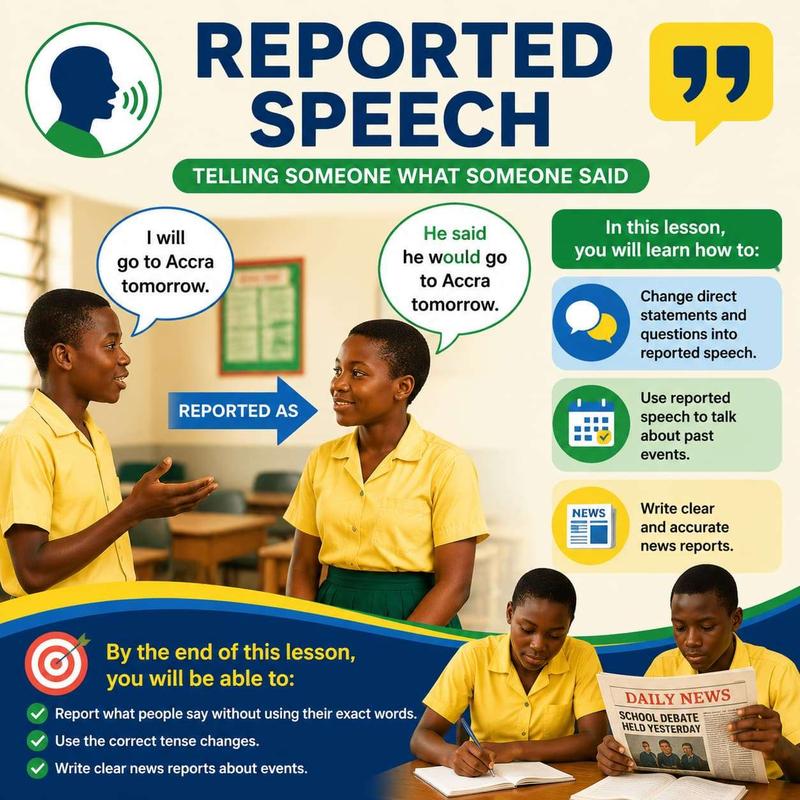 REPORTED
SPEECH
TELLING SOMEONE WHAT SOMEONE SAID
I will
go to Accra
tomorrow.
He said
he would go
to Accra
tomorrow.
REPORTED AS
In this lesson,
you will learn how to:
Change direct
statements and
questions into
reported speech.
Use reported
speech to talk
about past
events.
NEWS
Write clear
and accurate
news reports.
By the end of this lesson,
you will be able to:
Report what people say without using their exact words.
Use the correct tense changes.
Write clear news reports about events.
DAILY NEWS
SCHOOL DEBATE
HELD YESTERDAY